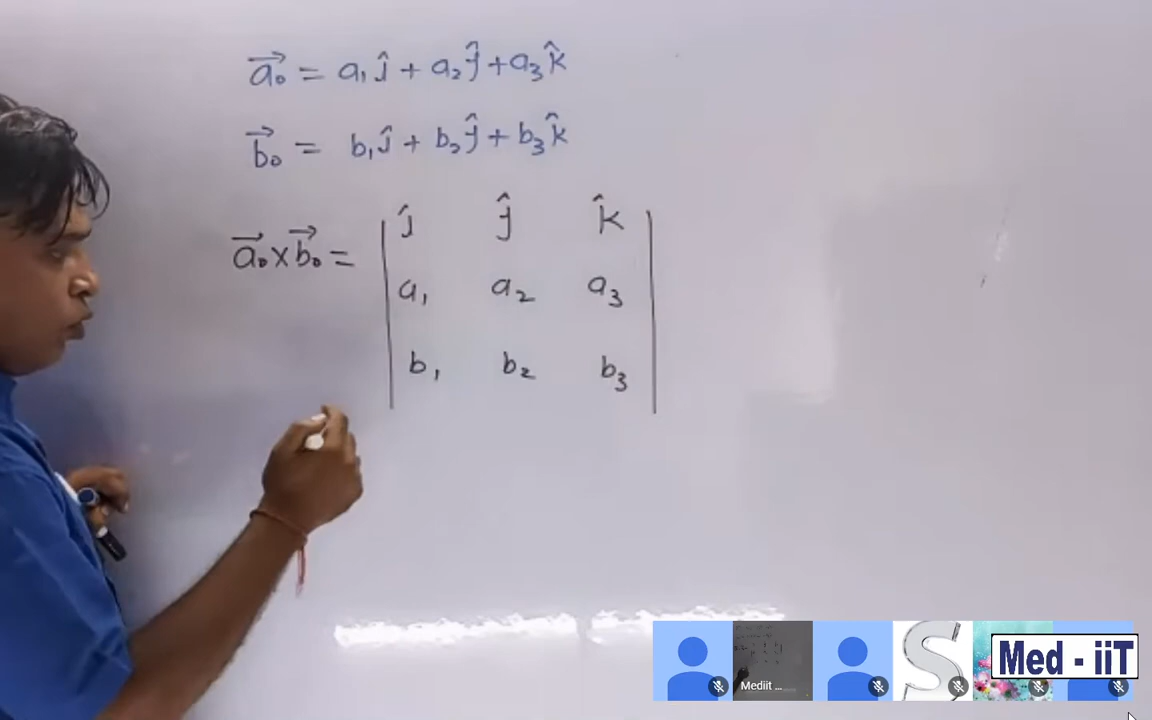 a₀⃗ = a₁î + a₂ĵ + a₃k̂
b₀⃗ = b₁î + b₂ĵ + b₃k̂
a₀⃗ × b₀⃗ = | î ĵ k̂ |
| a₁ a₂ a₃ |
| b₁ b₂ b₃ |
Mediit ...
S
Med - iiT